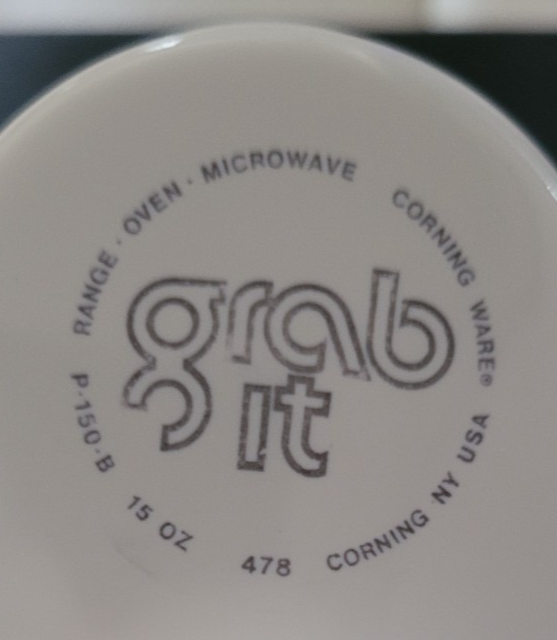 RANGE · OVEN · MICROWAVE
CORNING WARE®
grab
it
P-150-B
15 OZ
478
CORNING NY USA